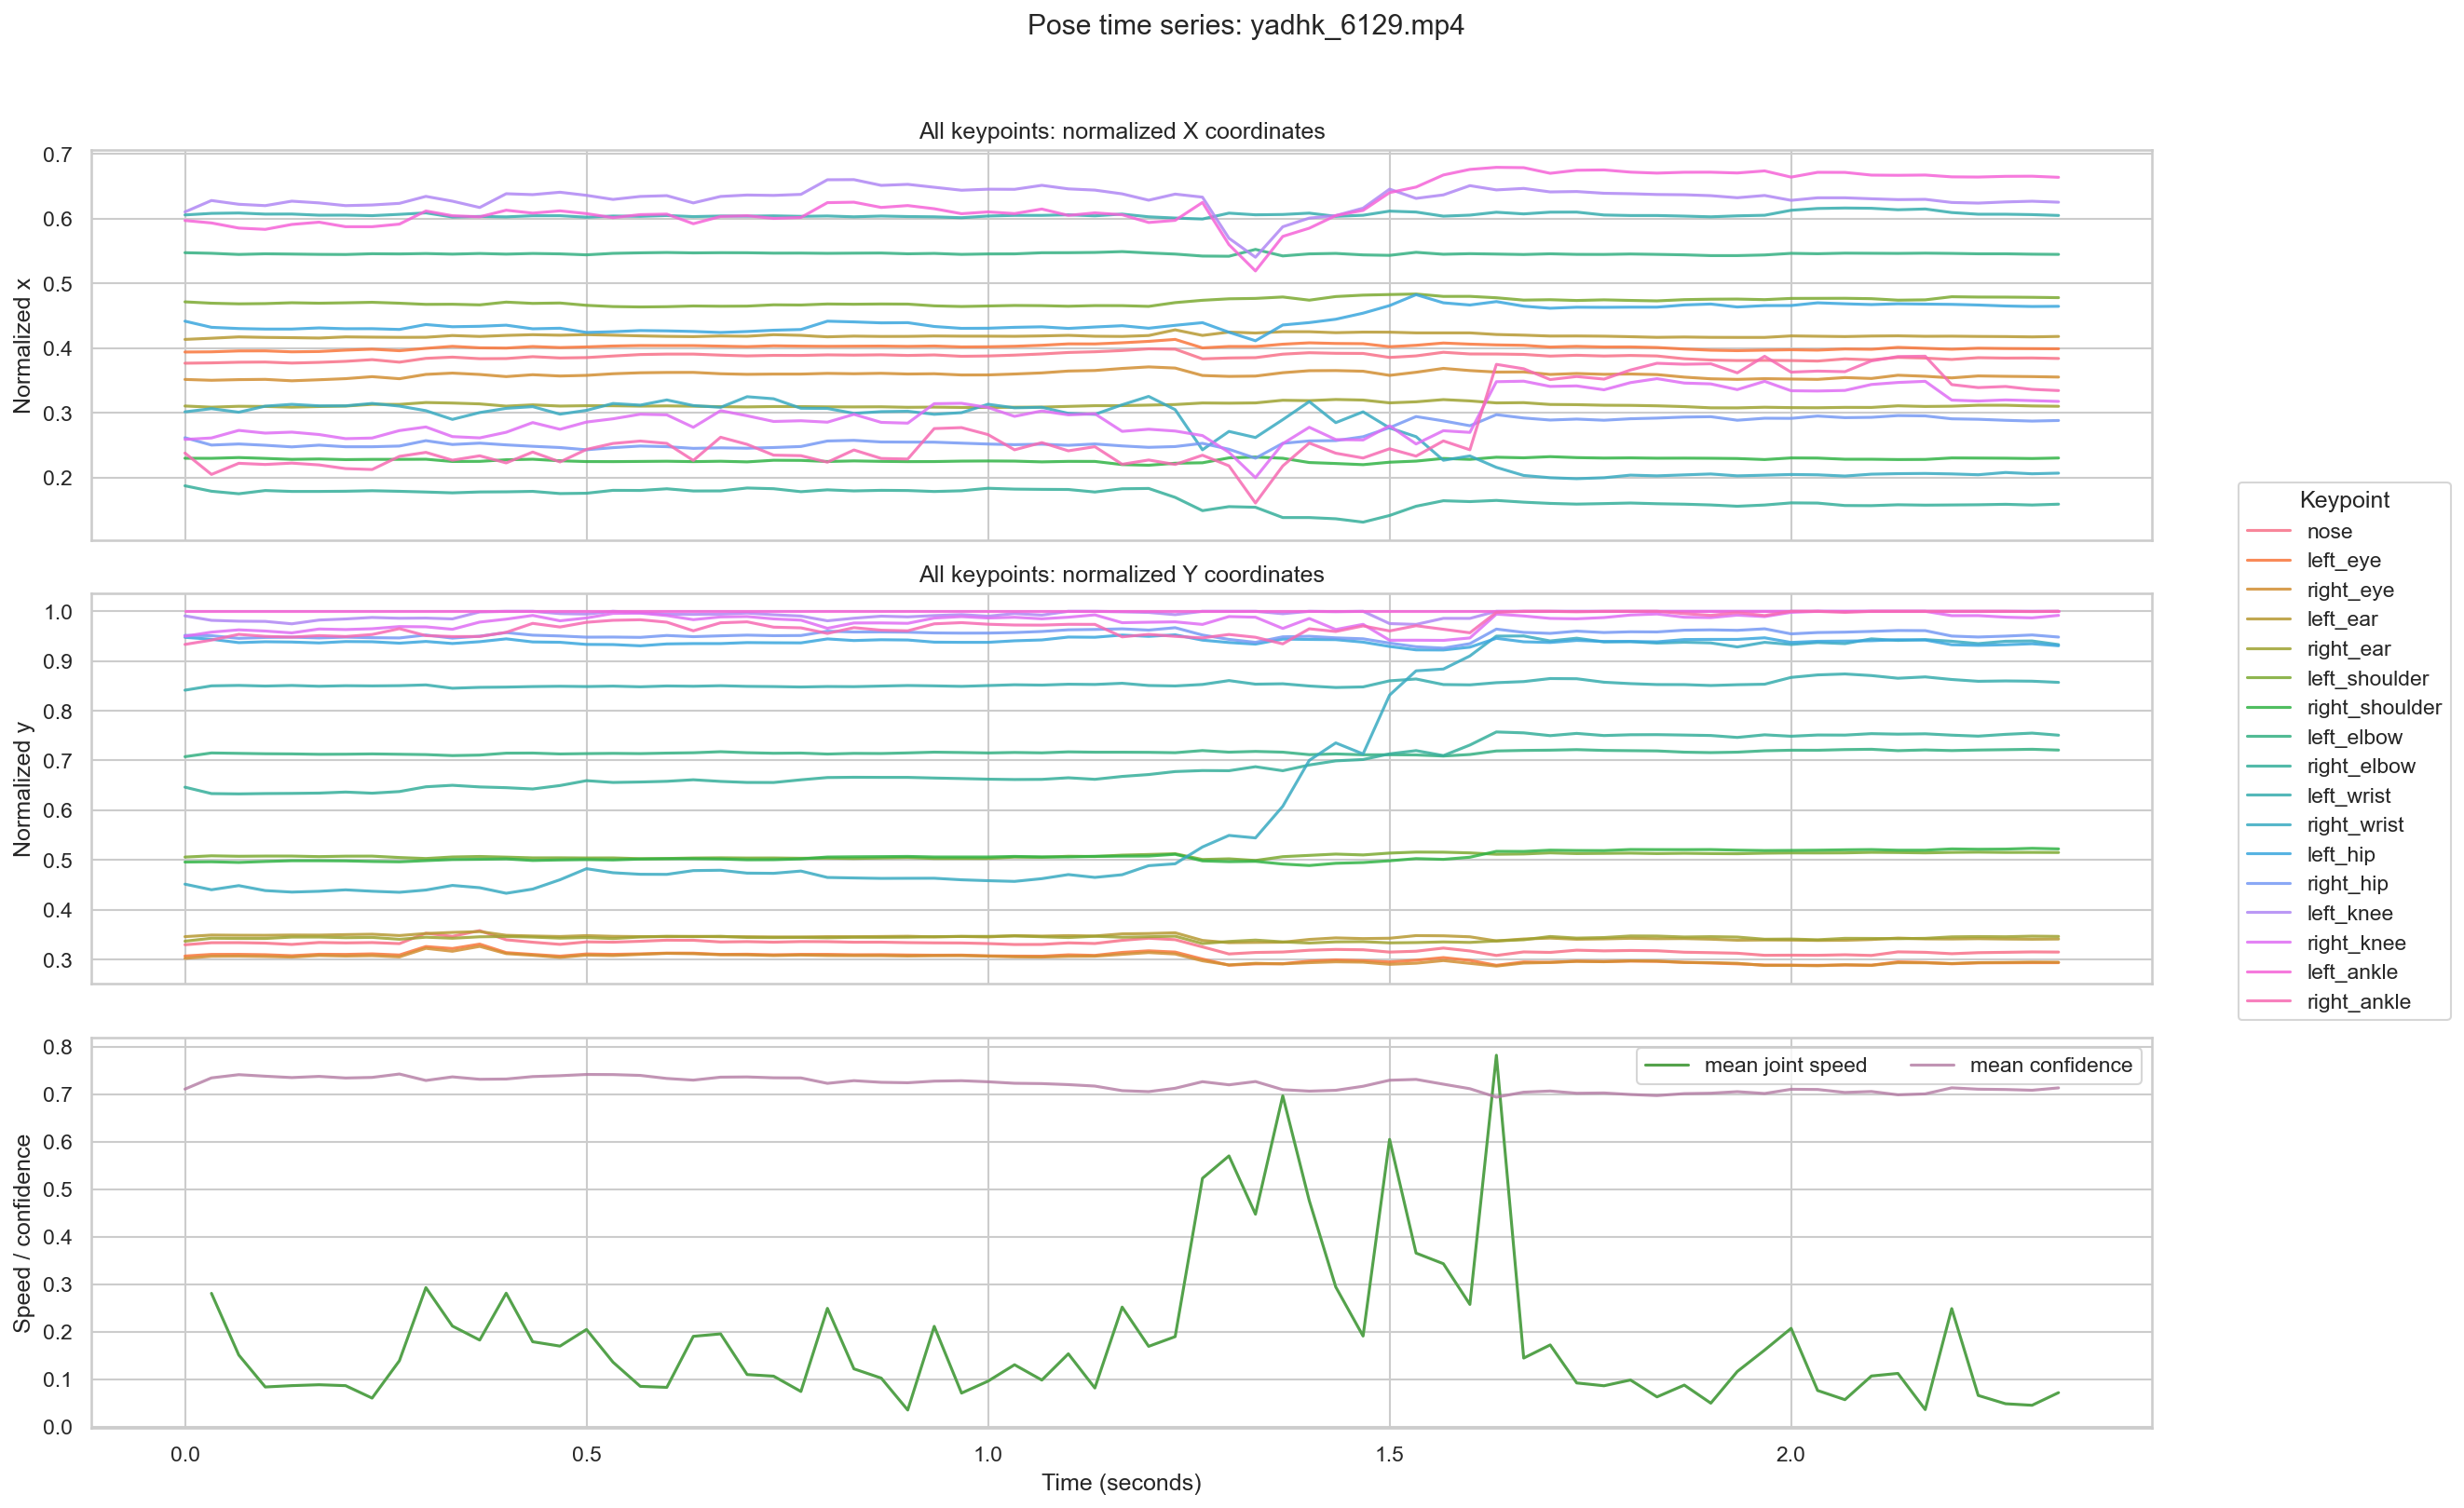 Pose time series: yadhk_6129.mp4
All keypoints: normalized X coordinates
Normalized x
0.7
0.6
0.5
0.4
0.3
0.2
All keypoints: normalized Y coordinates
Normalized y
1.0
0.9
0.8
0.7
0.6
0.5
0.4
0.3
Speed / confidence
0.8
0.7
0.6
0.5
0.4
0.3
0.2
0.1
0.0
mean joint speed
mean confidence
0.0
0.5
1.0
1.5
2.0
Time (seconds)
Keypoint
nose
left_eye
right_eye
left_ear
right_ear
left_shoulder
right_shoulder
left_elbow
right_elbow
left_wrist
right_wrist
left_hip
right_hip
left_knee
right_knee
left_ankle
right_ankle